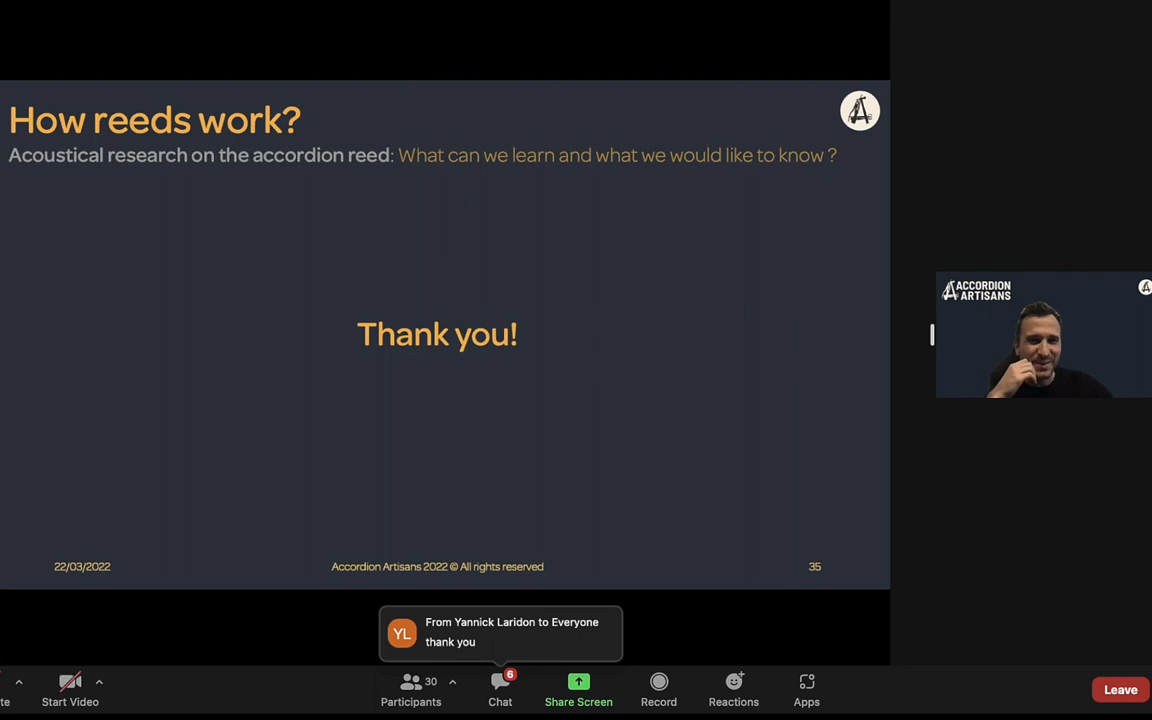 How reeds work?
Acoustical research on the accordion reed: What can we learn and what we would like to know ?
Thank you!
22/03/2022
Accordion Artisans 2022 © All rights reserved
35
ACCORDION
ARTISANS
YL
From Yannick Laridon to Everyone
thank you
te
Start Video
30
Participants
6
Chat
Share Screen
Record
Reactions
Apps
Leave